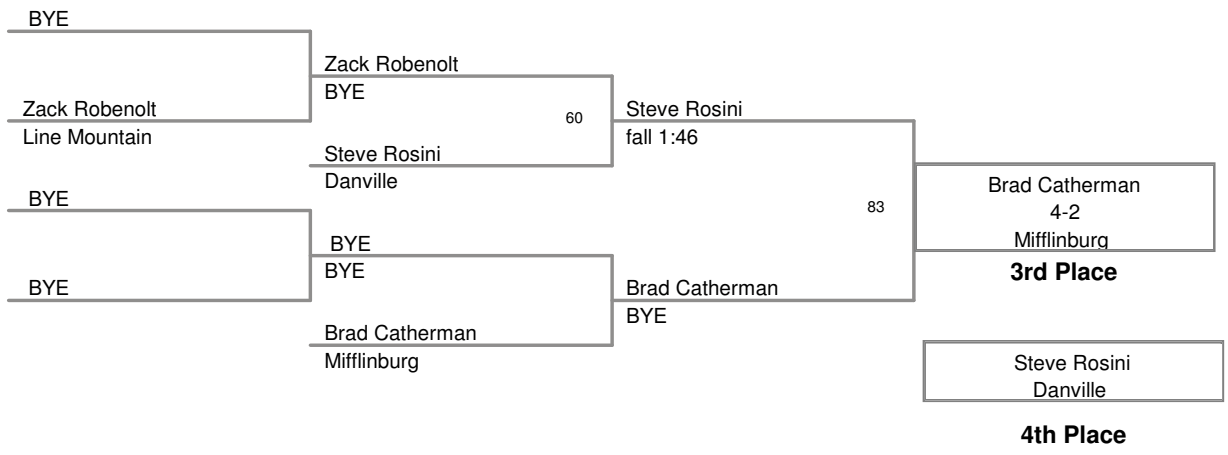 BYE
Zack Robenolt
BYE
Zack Robenolt
Line Mountain
60
Steve Rosini
fall 1:46
Steve Rosini
Danville
BYE
83
Brad Catherman
4-2
Mifflinburg
3rd Place
BYE
BYE
BYE
Brad Catherman
BYE
Brad Catherman
Mifflinburg
Steve Rosini
Danville
4th Place